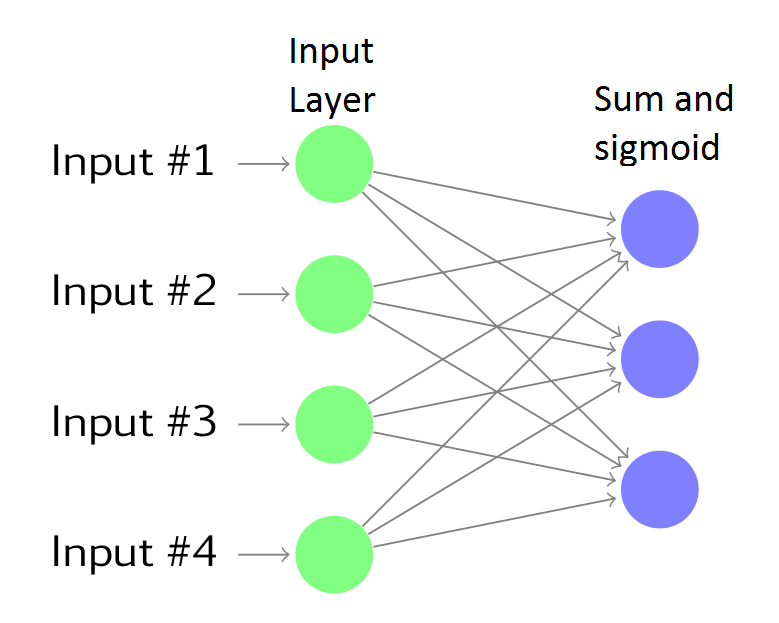 Input
Layer
Sum and
sigmoid
Input #1
Input #2
Input #3
Input #4